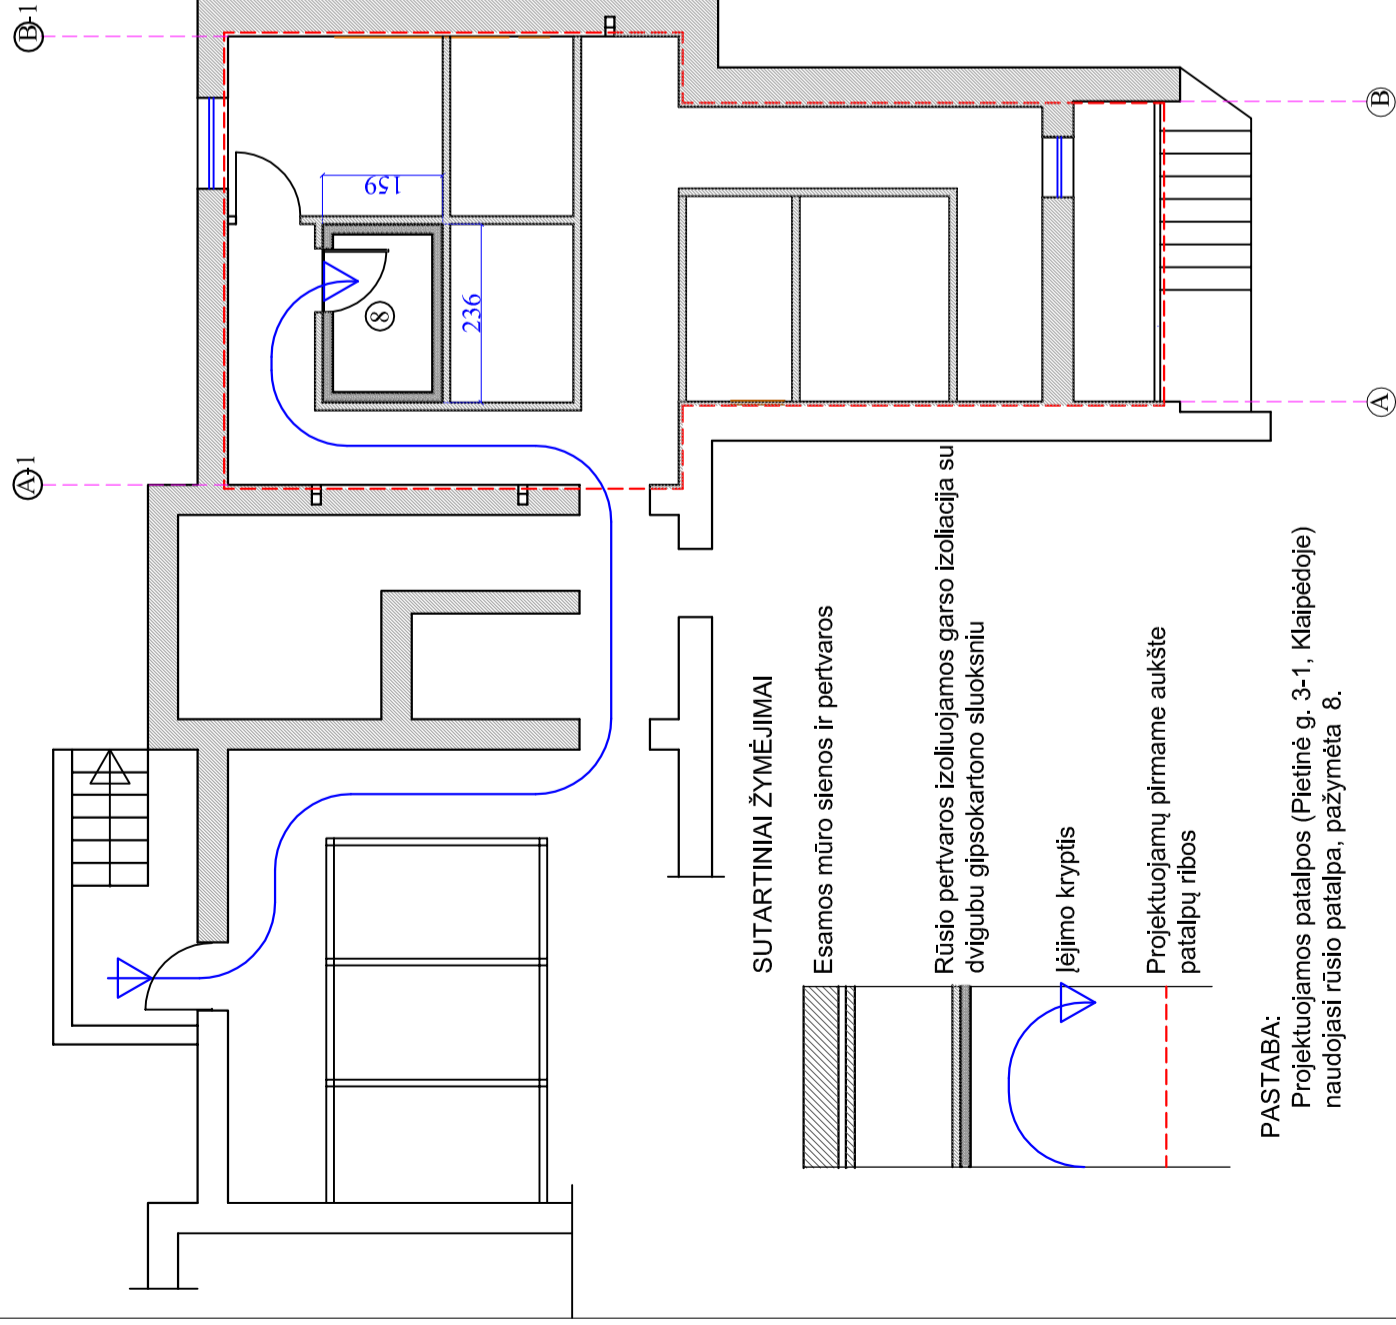 B-1
A-1
B
A
159
236
8
SUTARTINIAI ŽYMĖJIMAI
Esamos mūro sienos ir pertvaros
Rūsio pertvaros izoliuojamos garso izoliacija su
dvigubu gipsokartono sluoksniu
Įėjimo kryptis
Projektuojamų pirmame aukšte
patalpų ribos
PASTABA:
Projektuojamos patalpos (Pietinė g. 3-1, Klaipėdoje)
naudojasi rūsio patalpa, pažymėta 8.